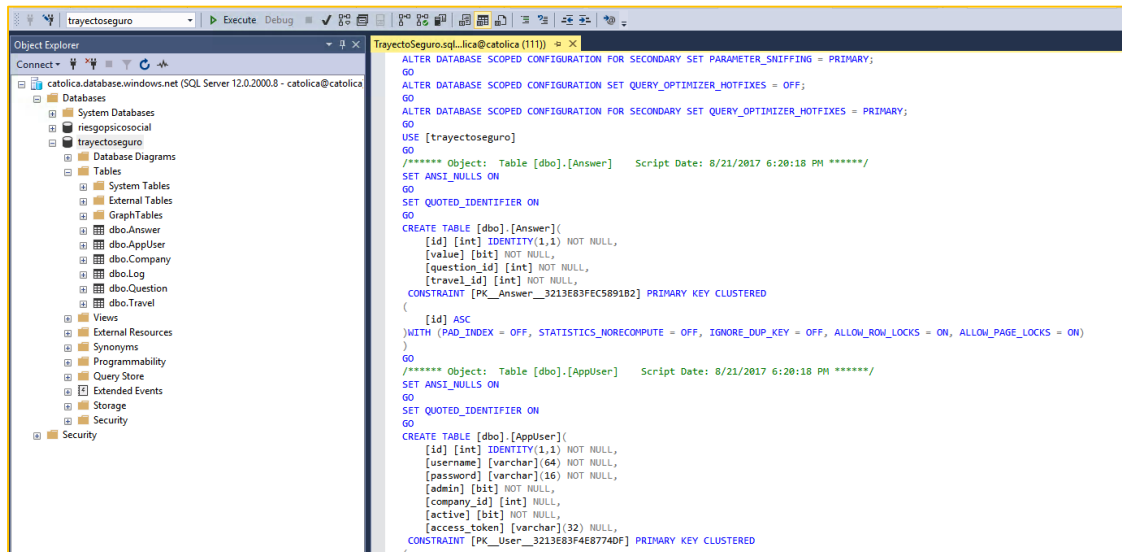 trayectoseguro
Execute Debug
Object Explorer
Connect
catolica.database.windows.net (SQL Server 12.0.2000.8 - catolica@catolica
Databases
System Databases
riesgopsicosocial
trayectoseguro
Database Diagrams
Tables
System Tables
External Tables
GraphTables
dbo.Answer
dbo.AppUser
dbo.Company
dbo.Log
dbo.Question
dbo.Travel
Views
External Resources
Synonyms
Programmability
Query Store
Extended Events
Storage
Security
Security
TrayectoSeguro.sql...lica@catolica (111))
ALTER DATABASE SCOPED CONFIGURATION FOR SECONDARY SET PARAMETER_SNIFFING = PRIMARY;
GO
ALTER DATABASE SCOPED CONFIGURATION SET QUERY_OPTIMIZER_HOTFIXES = OFF;
GO
ALTER DATABASE SCOPED CONFIGURATION FOR SECONDARY SET QUERY_OPTIMIZER_HOTFIXES = PRIMARY;
GO
USE [trayectoseguro]
GO
/****** Object:  Table [dbo].[Answer]    Script Date: 8/21/2017 6:20:18 PM ******/
SET ANSI_NULLS ON
GO
SET QUOTED_IDENTIFIER ON
GO
CREATE TABLE [dbo].[Answer](
[id] [int] IDENTITY(1,1) NOT NULL,
[value] [bit] NOT NULL,
[question_id] [int] NOT NULL,
[travel_id] [int] NOT NULL,
CONSTRAINT [PK__Answer__3213E83FEC5891B2] PRIMARY KEY CLUSTERED
(
[id] ASC
)WITH (PAD_INDEX = OFF, STATISTICS_NORECOMPUTE = OFF, IGNORE_DUP_KEY = OFF, ALLOW_ROW_LOCKS = ON, ALLOW_PAGE_LOCKS = ON)
)
GO
/****** Object:  Table [dbo].[AppUser]    Script Date: 8/21/2017 6:20:18 PM ******/
SET ANSI_NULLS ON
GO
SET QUOTED_IDENTIFIER ON
GO
CREATE TABLE [dbo].[AppUser](
[id] [int] IDENTITY(1,1) NOT NULL,
[username] [varchar](64) NOT NULL,
[password] [varchar](16) NOT NULL,
[admin] [bit] NOT NULL,
[company_id] [int] NULL,
[active] [bit] NOT NULL,
[access_token] [varchar](32) NULL,
CONSTRAINT [PK__User__3213E83F4E8774DF] PRIMARY KEY CLUSTERED